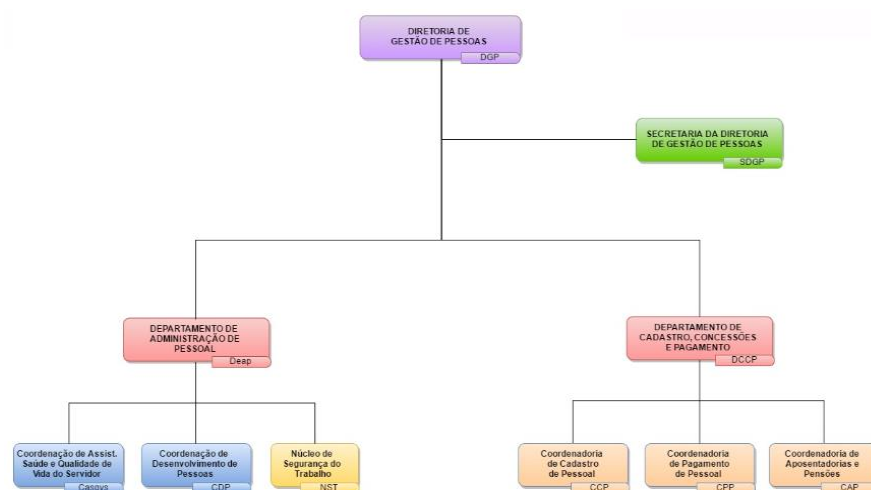 DIRETORIA DE
GESTÃO DE PESSOAS
DGP
SECRETARIA DA DIRETORIA
DE GESTÃO DE PESSOAS
SDGP
DEPARTAMENTO DE
ADMINISTRAÇÃO DE
PESSOAL
Deap
DEPARTAMENTO DE
CADASTRO, CONCESSÕES
E PAGAMENTO
DCCP
Coordenação de Assist.
Saúde e Qualidade de
Vida do Servidor
Casqvs
Coordenação de
Desenvolvimento de
Pessoas
CDP
Núcleo de
Segurança do
Trabalho
NST
Coordenadoria
de Cadastro
de Pessoal
CCP
Coordenadoria
de Pagamento
de Pessoal
CPP
Coordenadoria de
Aposentadorias e
Pensões
CAP